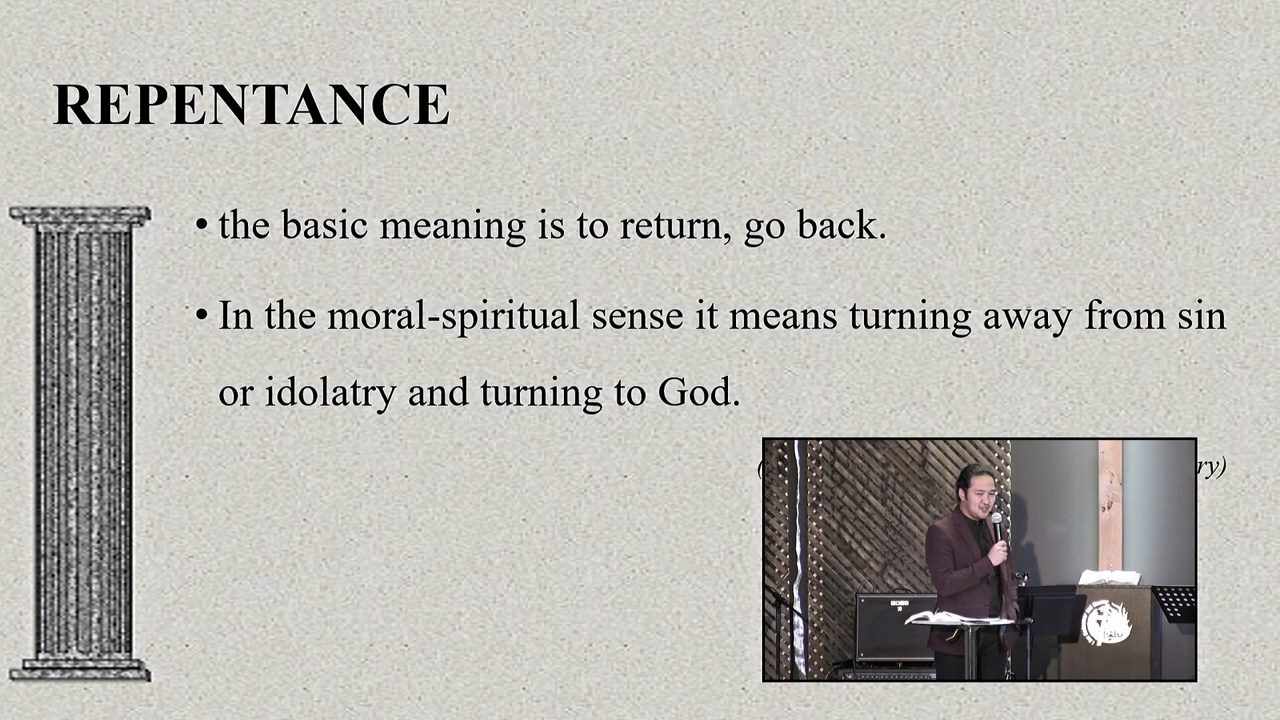 REPENTANCE
• the basic meaning is to return, go back.
• In the moral-spiritual sense it means turning away from sin
or idolatry and turning to God.